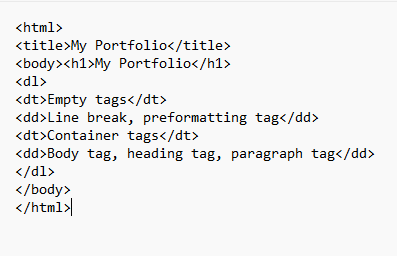 <html>
<title>My Portfolio</title>
<body><h1>My Portfolio</h1>
<dl>
<dt>Empty tags</dt>
<dd>Line break, preformatting tag</dd>
<dt>Container tags</dt>
<dd>Body tag, heading tag, paragraph tag</dd>
</dl>
</body>
</html>